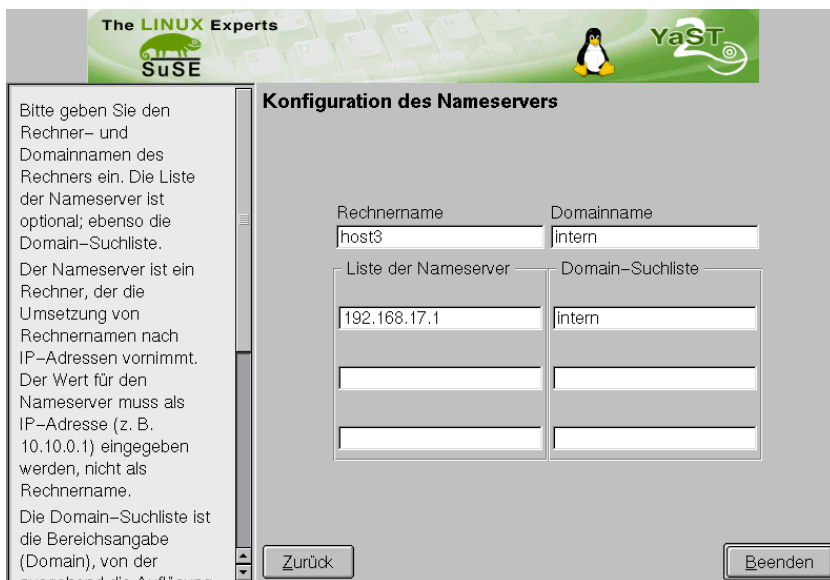 The LINUX Experts
SuSE
YaST
2
Bitte geben Sie den
Rechner– und
Domainnamen des
Rechners ein. Die Liste
der Nameserver ist
optional; ebenso die
Domain–Suchliste.
Der Nameserver ist ein
Rechner, der die
Umsetzung von
Rechnernamen nach
IP–Adressen vornimmt.
Der Wert für den
Nameserver muss als
IP–Adresse (z. B.
10.10.0.1) eingegeben
werden, nicht als
Rechnername.
Die Domain–Suchliste ist
die Bereichsangabe
(Domain), von der
Konfiguration des Nameservers
Rechnername Domainname
host3 intern
Liste der Nameserver Domain–Suchliste
192.168.17.1 intern
Zurück Beenden